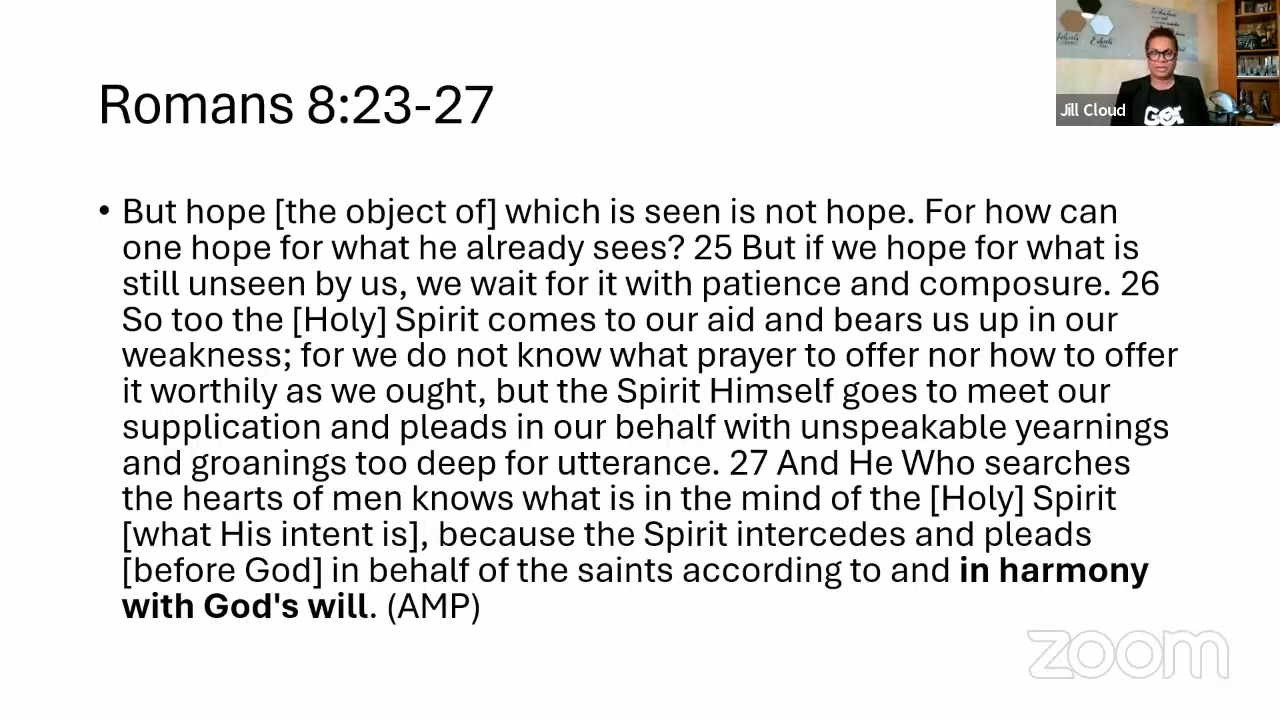 Romans 8:23-27
Jill Cloud
• But hope [the object of] which is seen is not hope. For how can
one hope for what he already sees? 25 But if we hope for what is
still unseen by us, we wait for it with patience and composure. 26
So too the [Holy] Spirit comes to our aid and bears us up in our
weakness; for we do not know what prayer to offer nor how to offer
it worthily as we ought, but the Spirit Himself goes to meet our
supplication and pleads in our behalf with unspeakable yearnings
and groanings too deep for utterance. 27 And He Who searches
the hearts of men knows what is in the mind of the [Holy] Spirit
[what His intent is], because the Spirit intercedes and pleads
[before God] in behalf of the saints according to and in harmony
with God's will. (AMP)
zoom